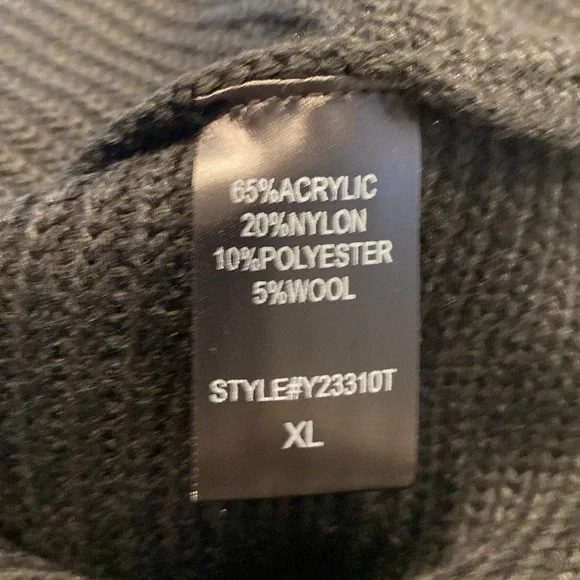 65%ACRYLIC
20%NYLON
10%POLYESTER
5%WOOL
STYLE#Y23310T
XL